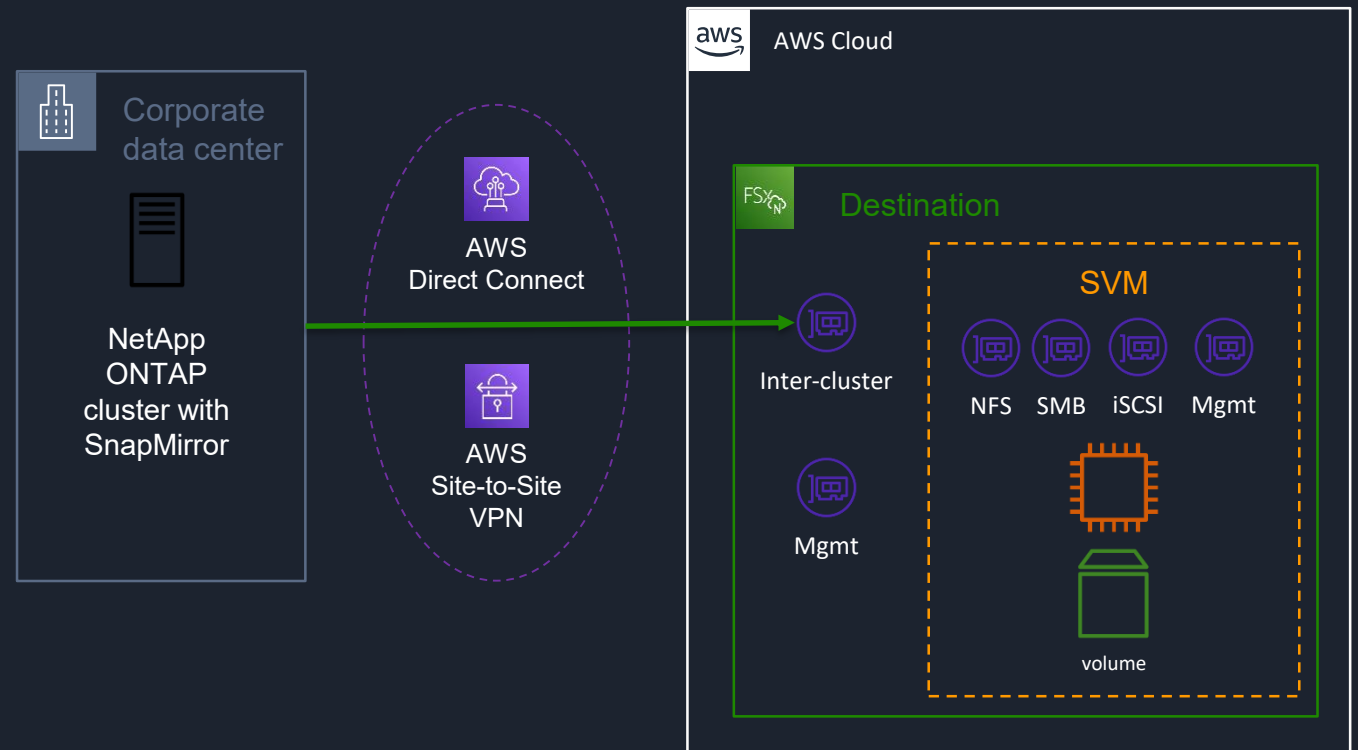 aws
AWS Cloud
Corporate
data center
NetApp
ONTAP
cluster with
SnapMirror
AWS
Direct Connect
AWS
Site-to-Site
VPN
FSx
N
Destination
Inter-cluster
Mgmt
SVM
NFS SMB iSCSI Mgmt
volume